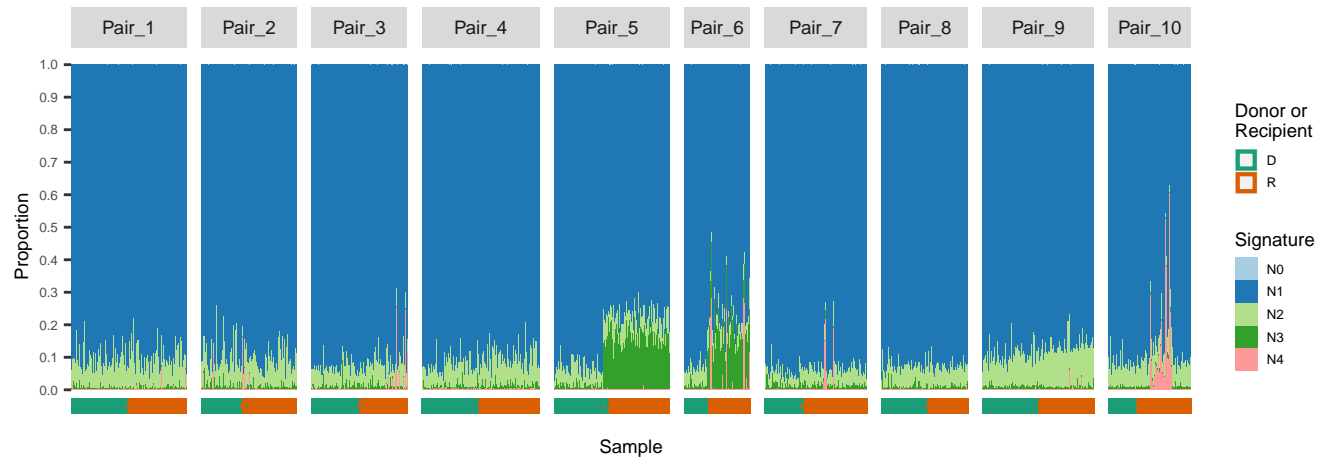 Pair_1 Pair_2 Pair_3 Pair_4 Pair_5 Pair_6 Pair_7 Pair_8 Pair_9 Pair_10
1.0
0.9
0.8
0.7
0.6
0.5
0.4
0.3
0.2
0.1
0.0
Proportion
Sample
Donor or
Recipient
D
R
Signature
N0
N1
N2
N3
N4